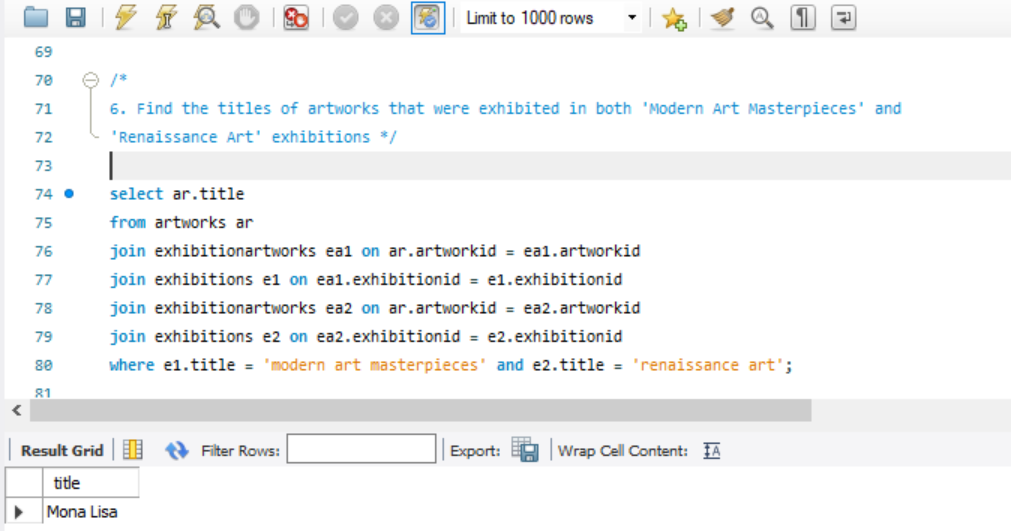 Limit to 1000 rows
69
70 /*
71 6. Find the titles of artworks that were exhibited in both 'Modern Art Masterpieces' and
72 'Renaissance Art' exhibitions */
73
74 select ar.title
75 from artworks ar
76 join exhibitionartworks ea1 on ar.artworkid = ea1.artworkid
77 join exhibitions e1 on ea1.exhibitionid = e1.exhibitionid
78 join exhibitionartworks ea2 on ar.artworkid = ea2.artworkid
79 join exhibitions e2 on ea2.exhibitionid = e2.exhibitionid
80 where e1.title = 'modern art masterpieces' and e2.title = 'renaissance art';
81
Result Grid Filter Rows: Export: Wrap Cell Content: IA
title
Mona Lisa